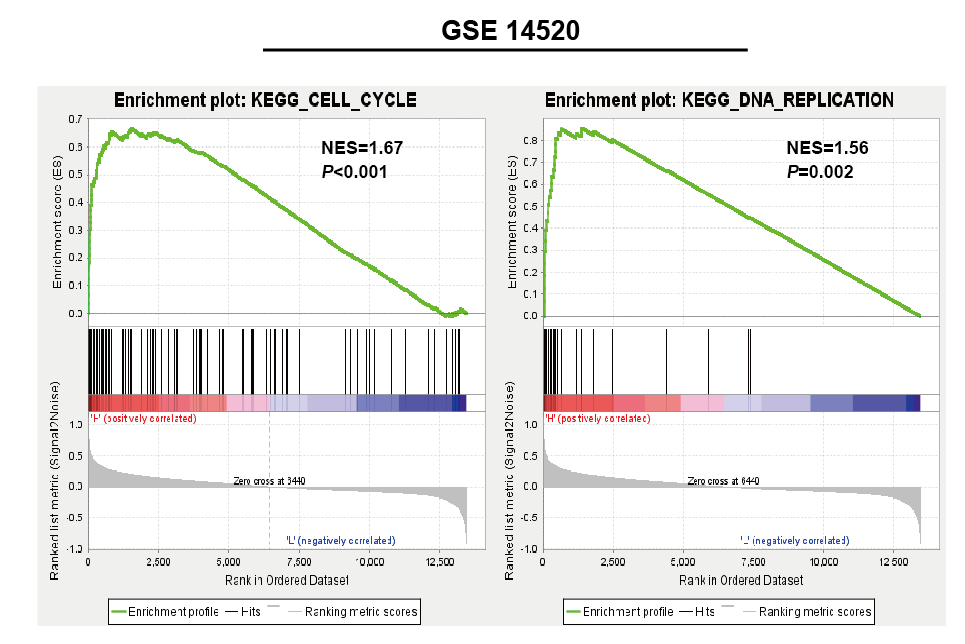 GSE 14520
Enrichment plot: KEGG_CELL_CYCLE
NES=1.67
P<0.001
Enrichment score (ES)
0.7
0.6
0.5
0.4
0.3
0.2
0.1
0.0
'H' (positively correlated)
Ranked list metric (Signal2Noise)
1.0
0.5
0.0
-0.5
-1.0
Zero cross at 6440
'L' (negatively correlated)
0 2,500 5,000 7,500 10,000 12,500
Rank in Ordered Dataset
Enrichment profile Hits Ranking metric scores
Enrichment plot: KEGG_DNA_REPLICATION
NES=1.56
P=0.002
Enrichment score (ES)
0.8
0.7
0.6
0.5
0.4
0.3
0.2
0.1
0.0
'H' (positively correlated)
Ranked list metric (Signal2Noise)
1.0
0.5
0.0
-0.5
-1.0
Zero cross at 6440
'L' (negatively correlated)
0 2,500 5,000 7,500 10,000 12,500
Rank in Ordered Dataset
Enrichment profile Hits Ranking metric scores